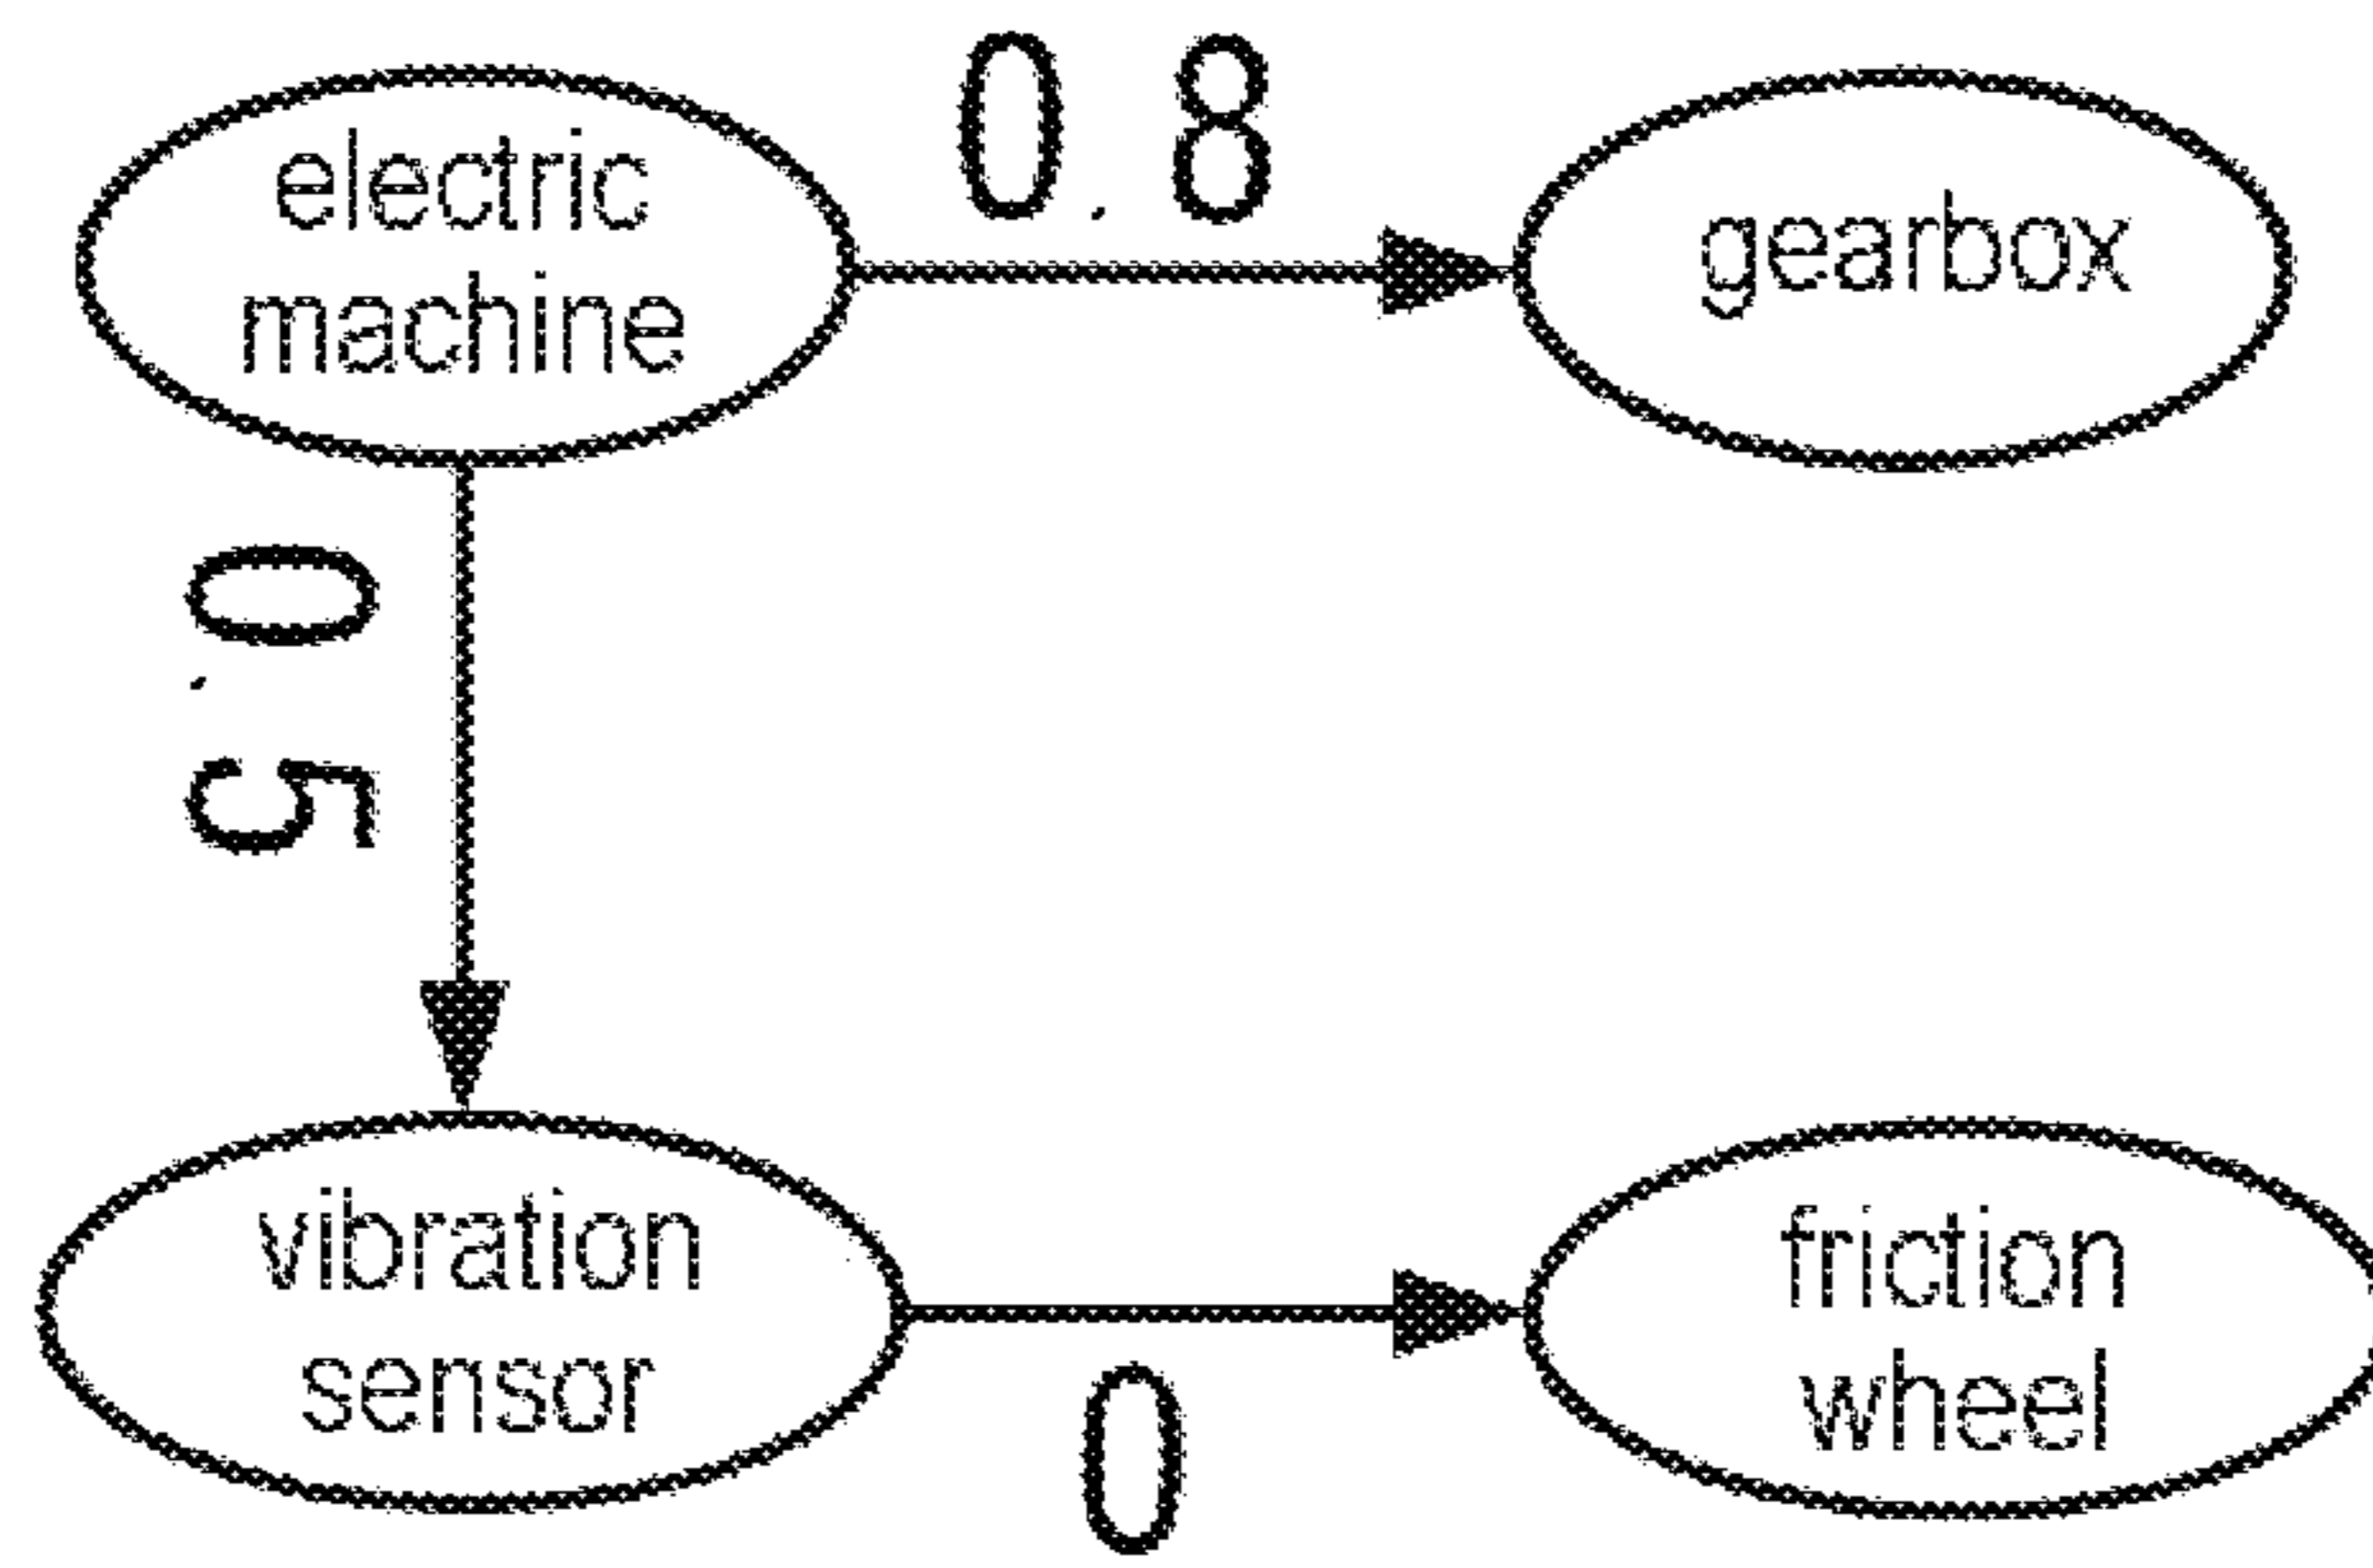 0.8
electric
machine
gearbox
0.5
vibration
sensor
friction
wheel
0